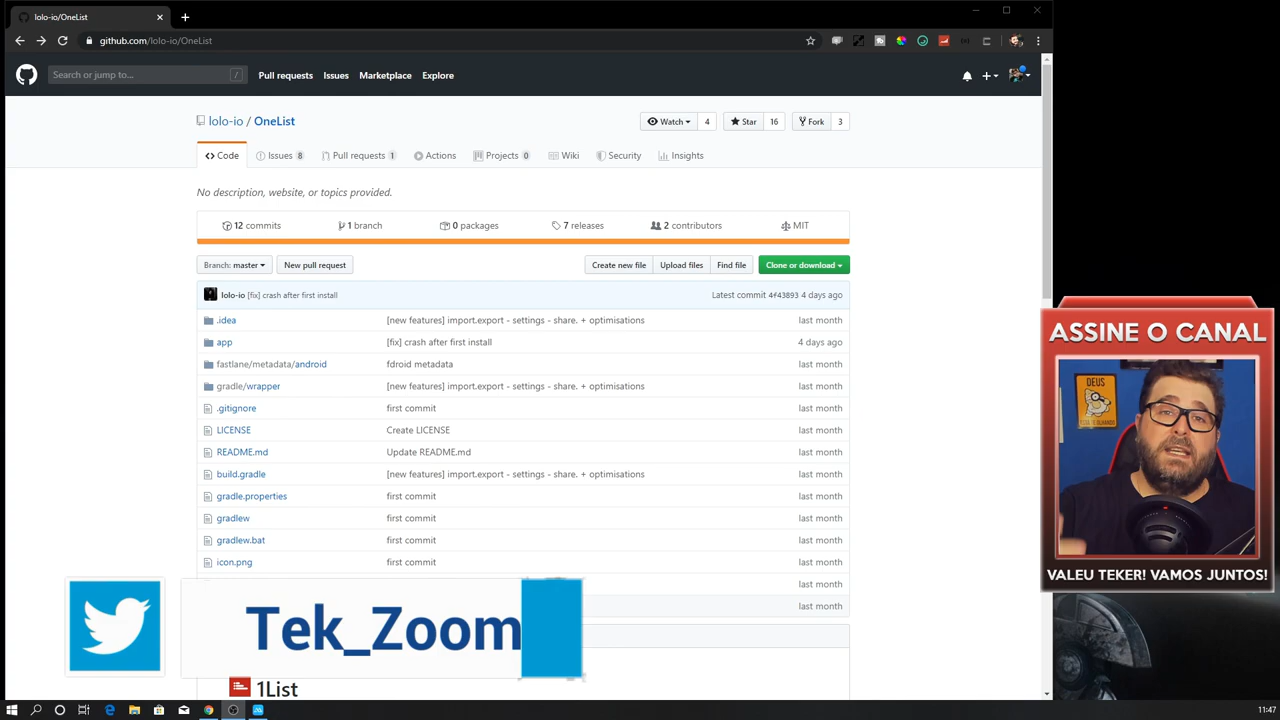 lolo-io/OneList
github.com/lolo-io/OneList
Search or jump to...
/
Pull requests
Issues
Marketplace
Explore
lolo-io / OneList
Watch 4
Star 16
Fork 3
Code
Issues 8
Pull requests 1
Actions
Projects 0
Wiki
Security
Insights
No description, website, or topics provided.
12 commits
1 branch
0 packages
7 releases
2 contributors
MIT
Branch: master
New pull request
Create new file
Upload files
Find file
Clone or download
lolo-io [fix] crash after first install
Latest commit 4f43893 4 days ago
.idea [new features] import.export - settings - share. + optimisations last month
app [fix] crash after first install 4 days ago
fastlane/metadata/android fdroid metadata last month
gradle/wrapper [new features] import.export - settings - share. + optimisations last month
.gitignore first commit last month
LICENSE Create LICENSE last month
README.md Update README.md last month
build.gradle [new features] import.export - settings - share. + optimisations last month
gradle.properties first commit last month
gradlew first commit last month
gradlew.bat first commit last month
icon.png first commit last month
last month
last month
Tek_Zoom
1List
ASSINE O CANAL
DEUS
VALEU TEKER! VAMOS JUNTOS!
11:47